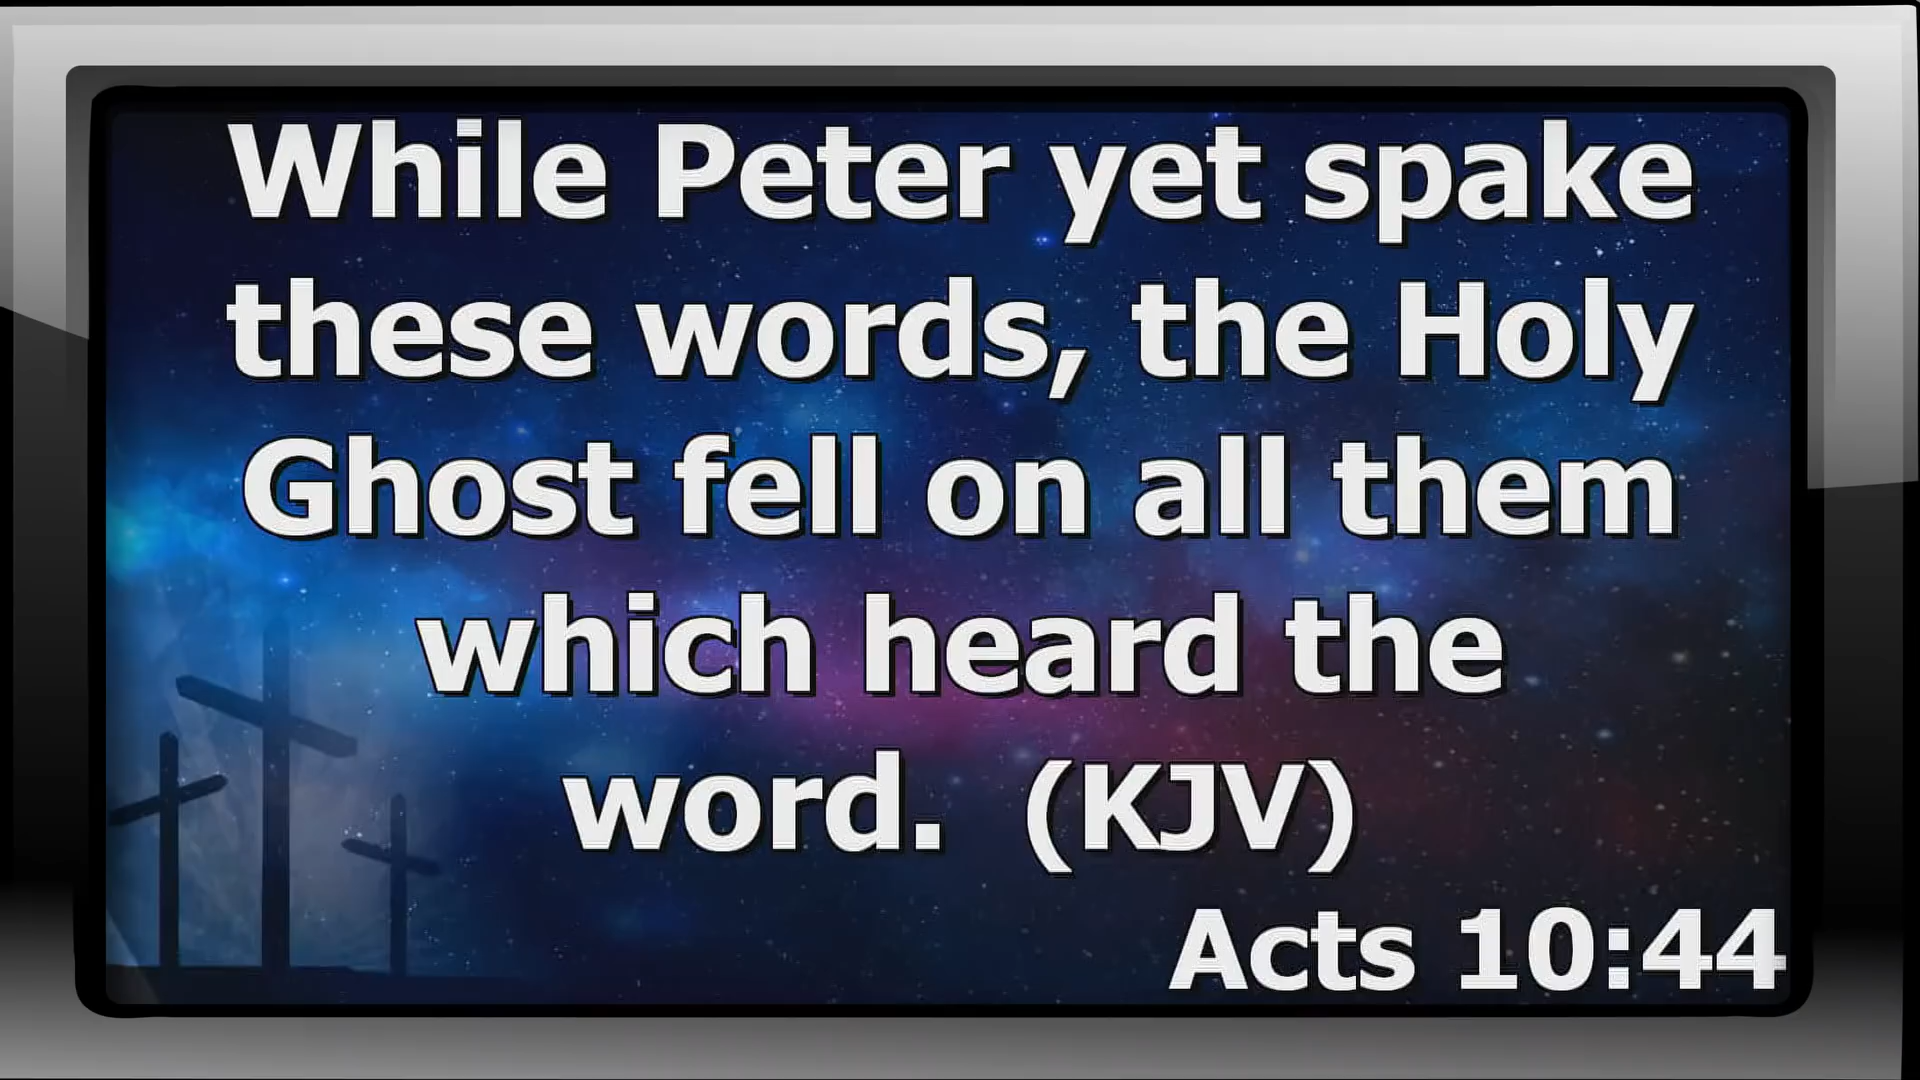 While Peter yet spake
these words, the Holy
Ghost fell on all them
which heard the
word. (KJV)
Acts 10:44